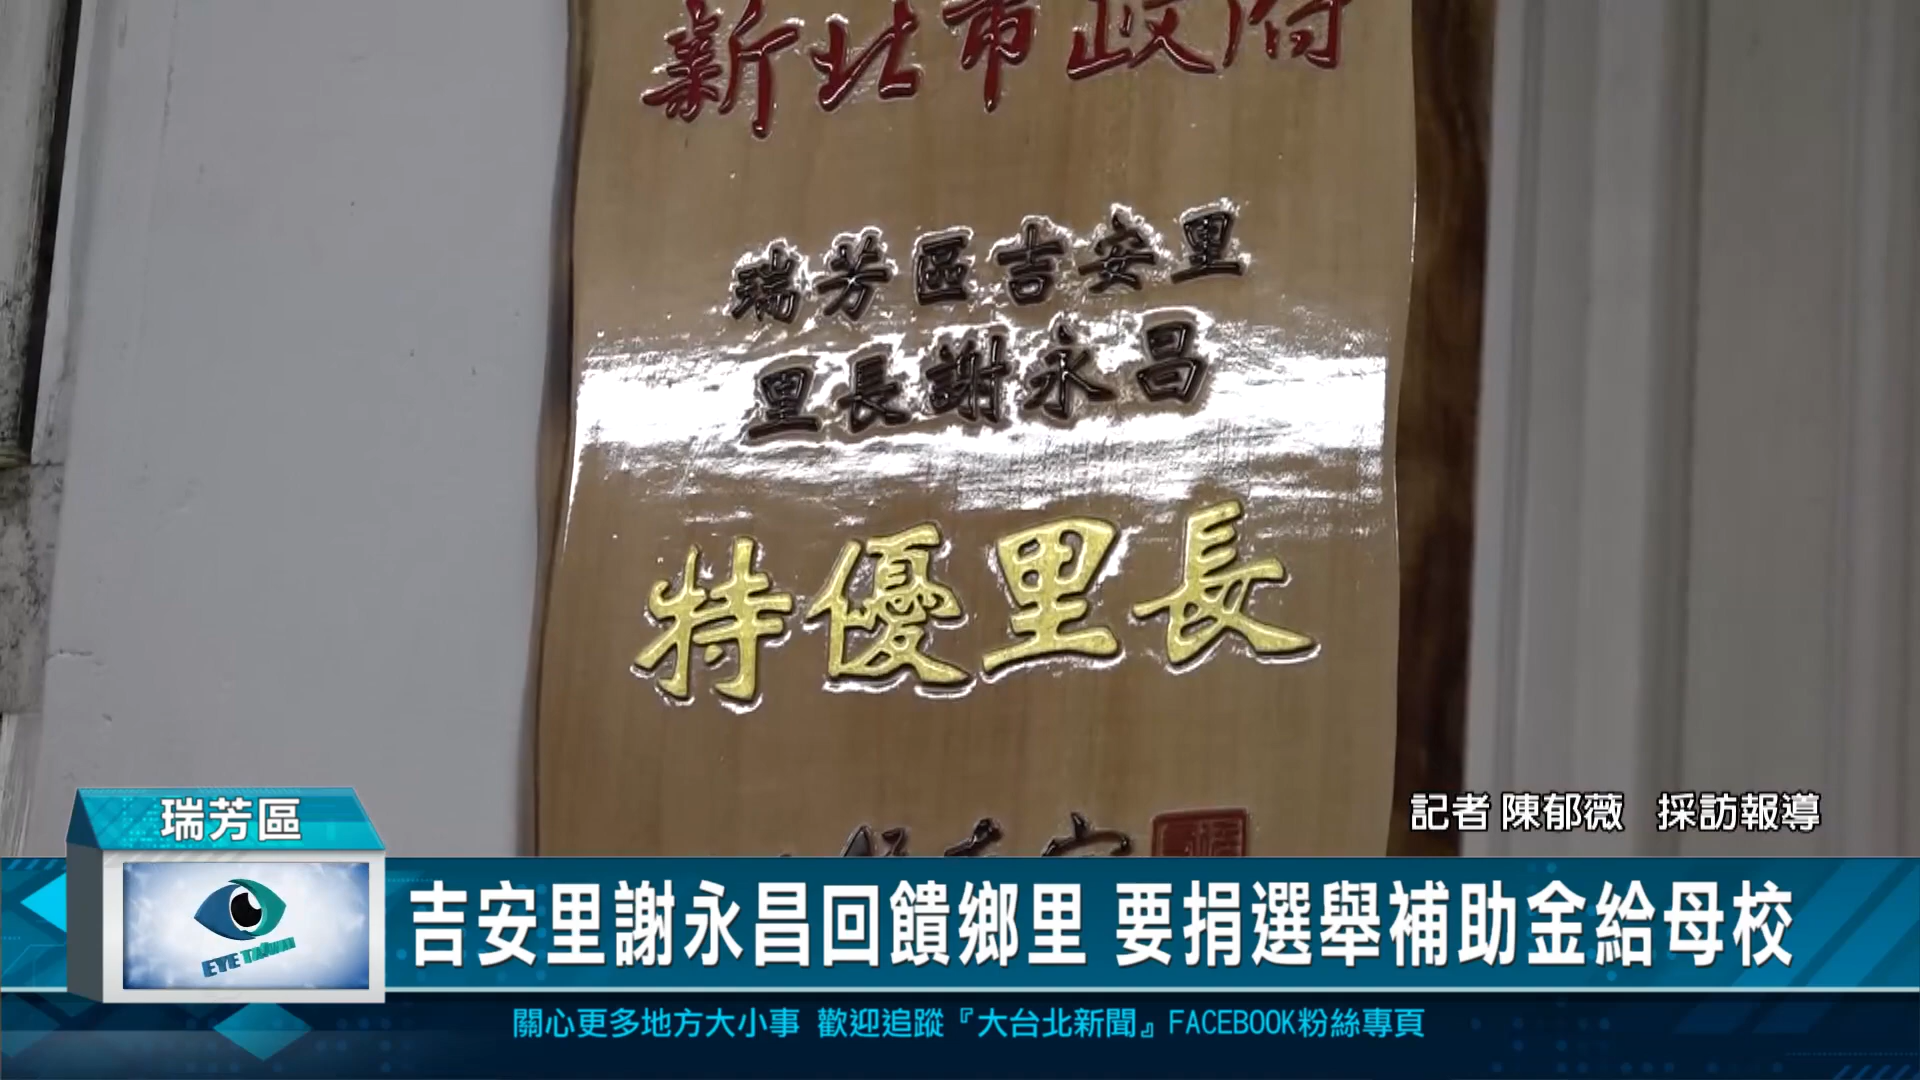 新北市政府
瑞芳區吉安里
里長謝永昌
特優里長
記者 陳郁薇 採訪報導
瑞芳區
EYE TAIWAN
吉安里謝永昌回饋鄉里 要捐選舉補助金給母校
關心更多地方大小事 歡迎追蹤『大台北新聞』FACEBOOK粉絲專頁